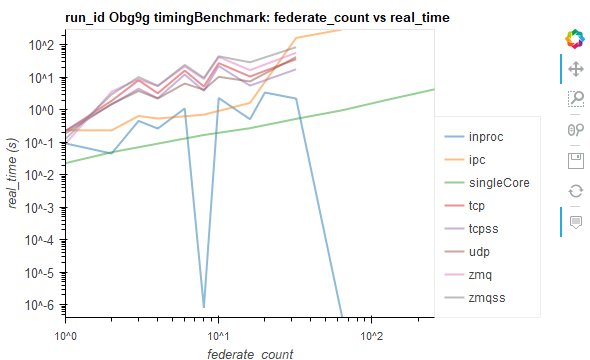 run_id Obg9g timingBenchmark: federate_count vs real_time
real_time (s)
10^2
10^1
10^0
10^-1
10^-2
10^-3
10^-4
10^-5
10^-6
10^0
10^1
10^2
federate_count
inproc
ipc
singleCore
tcp
tcpss
udp
zmq
zmqss